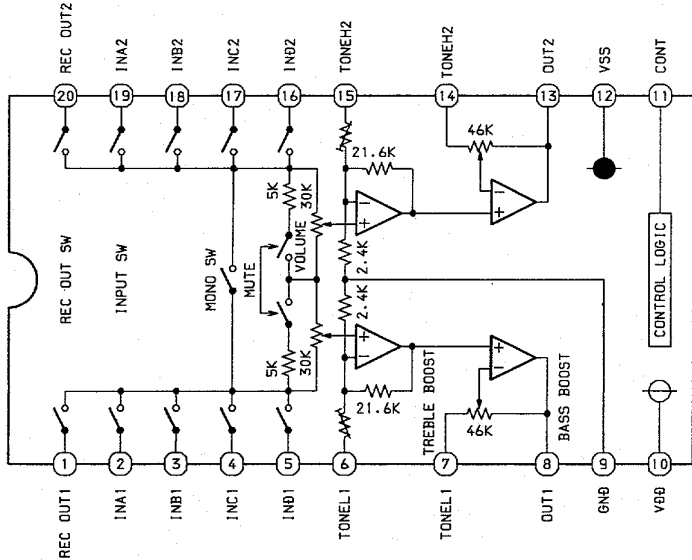 REC OUT2
INA2
INB2
INC2
IND2
TONEH2
TONEH2
OUT2
VSS
CONT
20
19
18
17
16
15
14
13
12
11
REC OUT SW
INPUT SW
MONO SW
MUTE
VOLUME
5K
30K
5K
30K
21.6K
2.4K
2.4K
21.6K
46K
46K
TREBLE BOOST
BASS BOOST
CONTROL LOGIC
1
2
3
4
5
6
7
8
9
10
REC OUT1
INA1
INB1
INC1
IND1
TONEL1
TONEL1
OUT1
GND
VDD